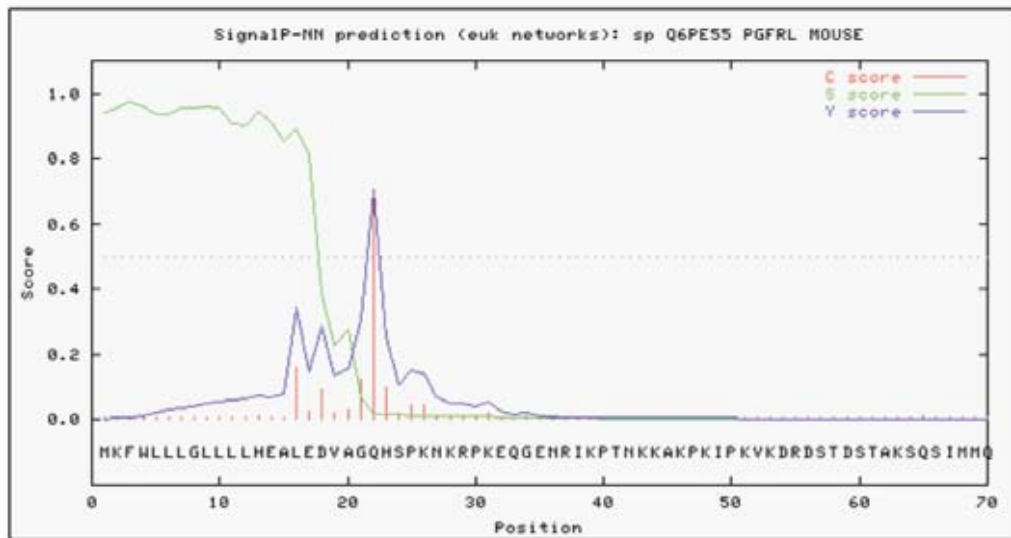 SignalP-NN prediction (euk networks): sp Q6PE55 PGFRL MOUSE
C score
S score
Y score
1.0
0.8
0.6
0.4
0.2
0.0
Score
MKFWLLLGLLLLHEALEDVAGQHSPKNKRPKEQGENRIKPTNKKAKPKIPKVKDRDSTDSTAKSQSIMMQ
0 10 20 30 40 50 60 70
Position